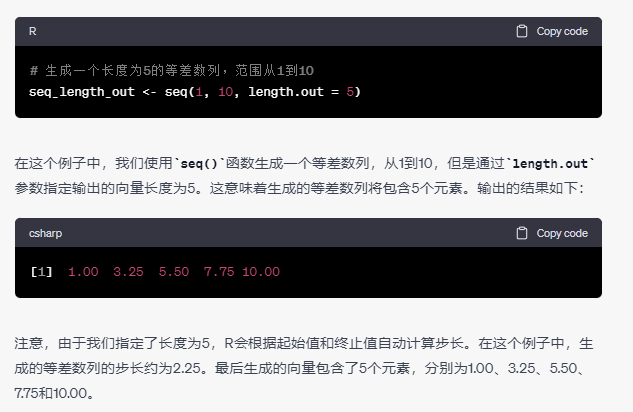 R Copy code
# 生成一个长度为5的等差数列，范围从1到10
seq_length_out <- seq(1, 10, length.out = 5)
在这个例子中，我们使用`seq()`函数生成一个等差数列，从1到10，但是通过`length.out`
参数指定输出的向量长度为5。这意味着生成的等差数列将包含5个元素。输出的结果如下：
csharp Copy code
[1]  1.00  3.25  5.50  7.75 10.00
注意，由于我们指定了长度为5，R会根据起始值和终止值自动计算步长。在这个例子中，生
成的等差数列的步长约为2.25。最后生成的向量包含了5个元素，分别为1.00、3.25、5.50、
7.75和10.00。